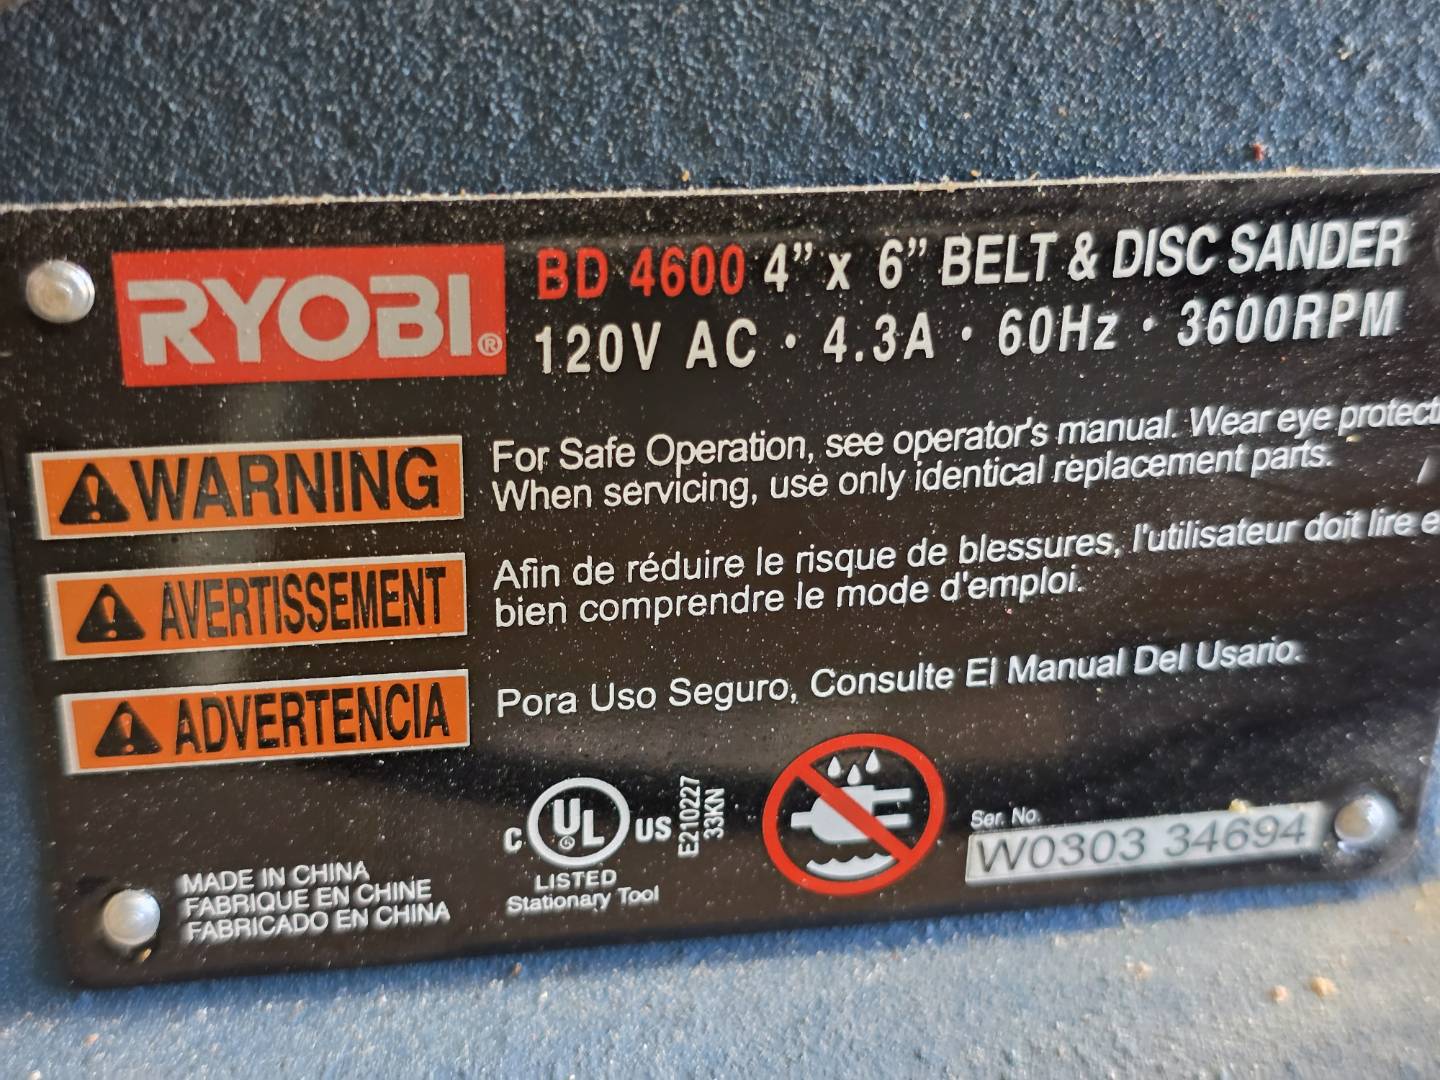 RYOBI®
BD 4600 4" x 6" BELT & DISC SANDER
120V AC · 4.3A · 60Hz · 3600RPM
WARNING
For Safe Operation, see operator's manual. Wear eye protecti
When servicing, use only identical replacement parts.
AVERTISSEMENT
Afin de réduire le risque de blessures, l'utilisateur doit lire e
bien comprendre le mode d'emploi.
ADVERTENCIA
Pora Uso Seguro, Consulte El Manual Del Usario.
MADE IN CHINA
FABRIQUE EN CHINE
FABRICADO EN CHINA
C UL US
LISTED
Stationary Tool
E210227
33KN
Ser. No.
W0303 34694